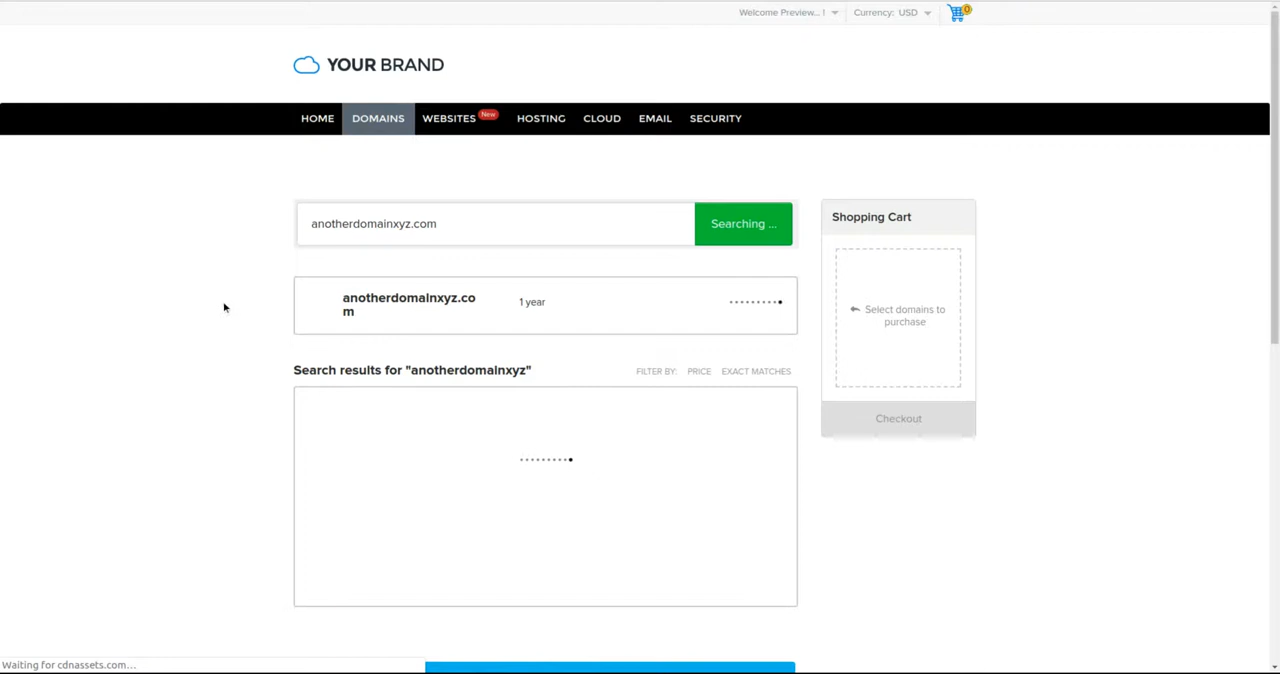 Welcome Preview... !
Currency: USD
0
YOUR BRAND
HOME DOMAINS WEBSITES New HOSTING CLOUD EMAIL SECURITY
anotherdomainxyz.com
Searching ...
Shopping Cart
anotherdomainxyz.co
m
1 year
Select domains to
purchase
Search results for "anotherdomainxyz"
FILTER BY: PRICE EXACT MATCHES
Checkout
Waiting for cdnassets.com...